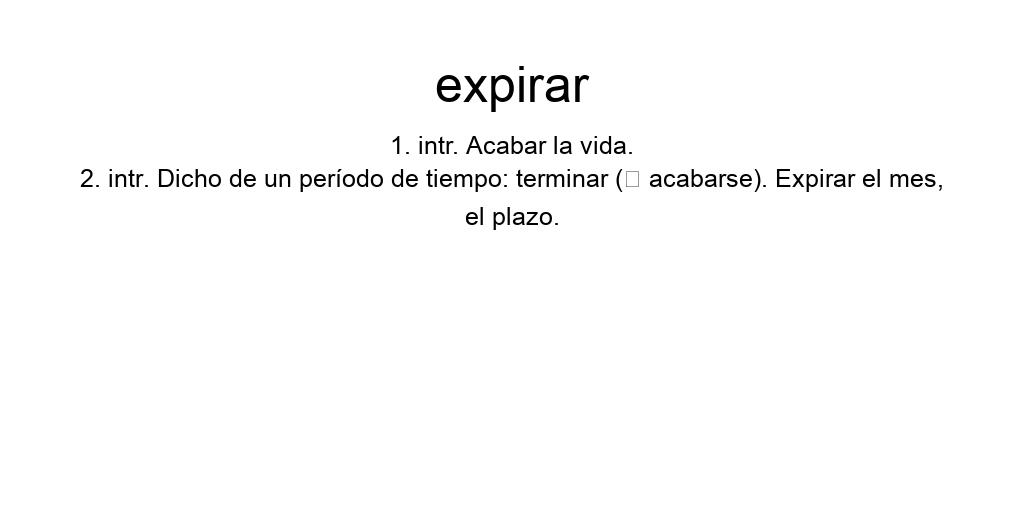 expirar
1. intr. Acabar la vida.
2. intr. Dicho de un período de tiempo: terminar (□ acabarse). Expirar el mes,
el plazo.